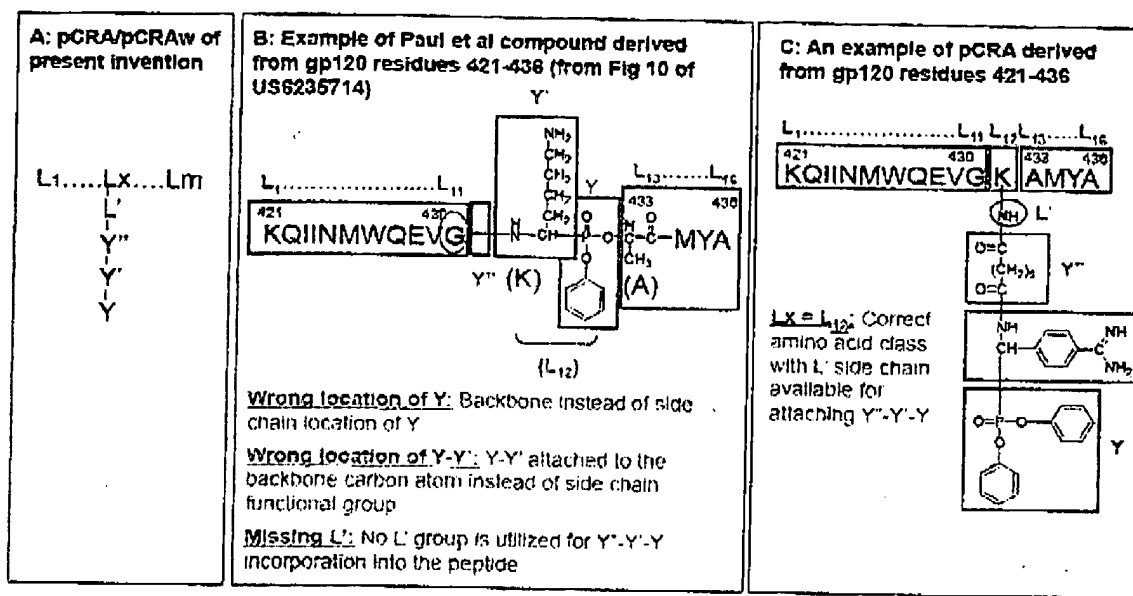 A: pCRA/pCRAw of
present invention
L1.....Lx....Lm
L'
Y''
Y'
Y
B: Example of Paul et al compound derived
from gp120 residues 421-436 (from Fig 10 of
US6235714)
Y'
NH2
CH2
CH2
CH2
CH2
L1..............................L11
Y
L13........L16
421 430
433 436
KQIINMWQEVG
N
H
CH
P
O
O
O
N
H
C
O
CH3
MYA
Y'' (K)
(A)
(L12)
Wrong location of Y: Backbone instead of side
chain location of Y
Wrong location of Y-Y': Y-Y' attached to the
backbone carbon atom instead of side chain
functional group
Missing L': No L' group is utilized for Y''-Y'-Y
incorporation into the peptide
C: An example of pCRA derived
from gp120 residues 421-436
L1..............................L11 L12 L13......L16
421 430 433 436
KQIINMWQEVG K AMYA
NH L'
O=C
O=C
Y''
NH
CH
NH
NH2
Lx = L12: Correct
amino acid class
with L' side chain
available for
attaching Y''-Y'-Y
O=P-O
O
Y